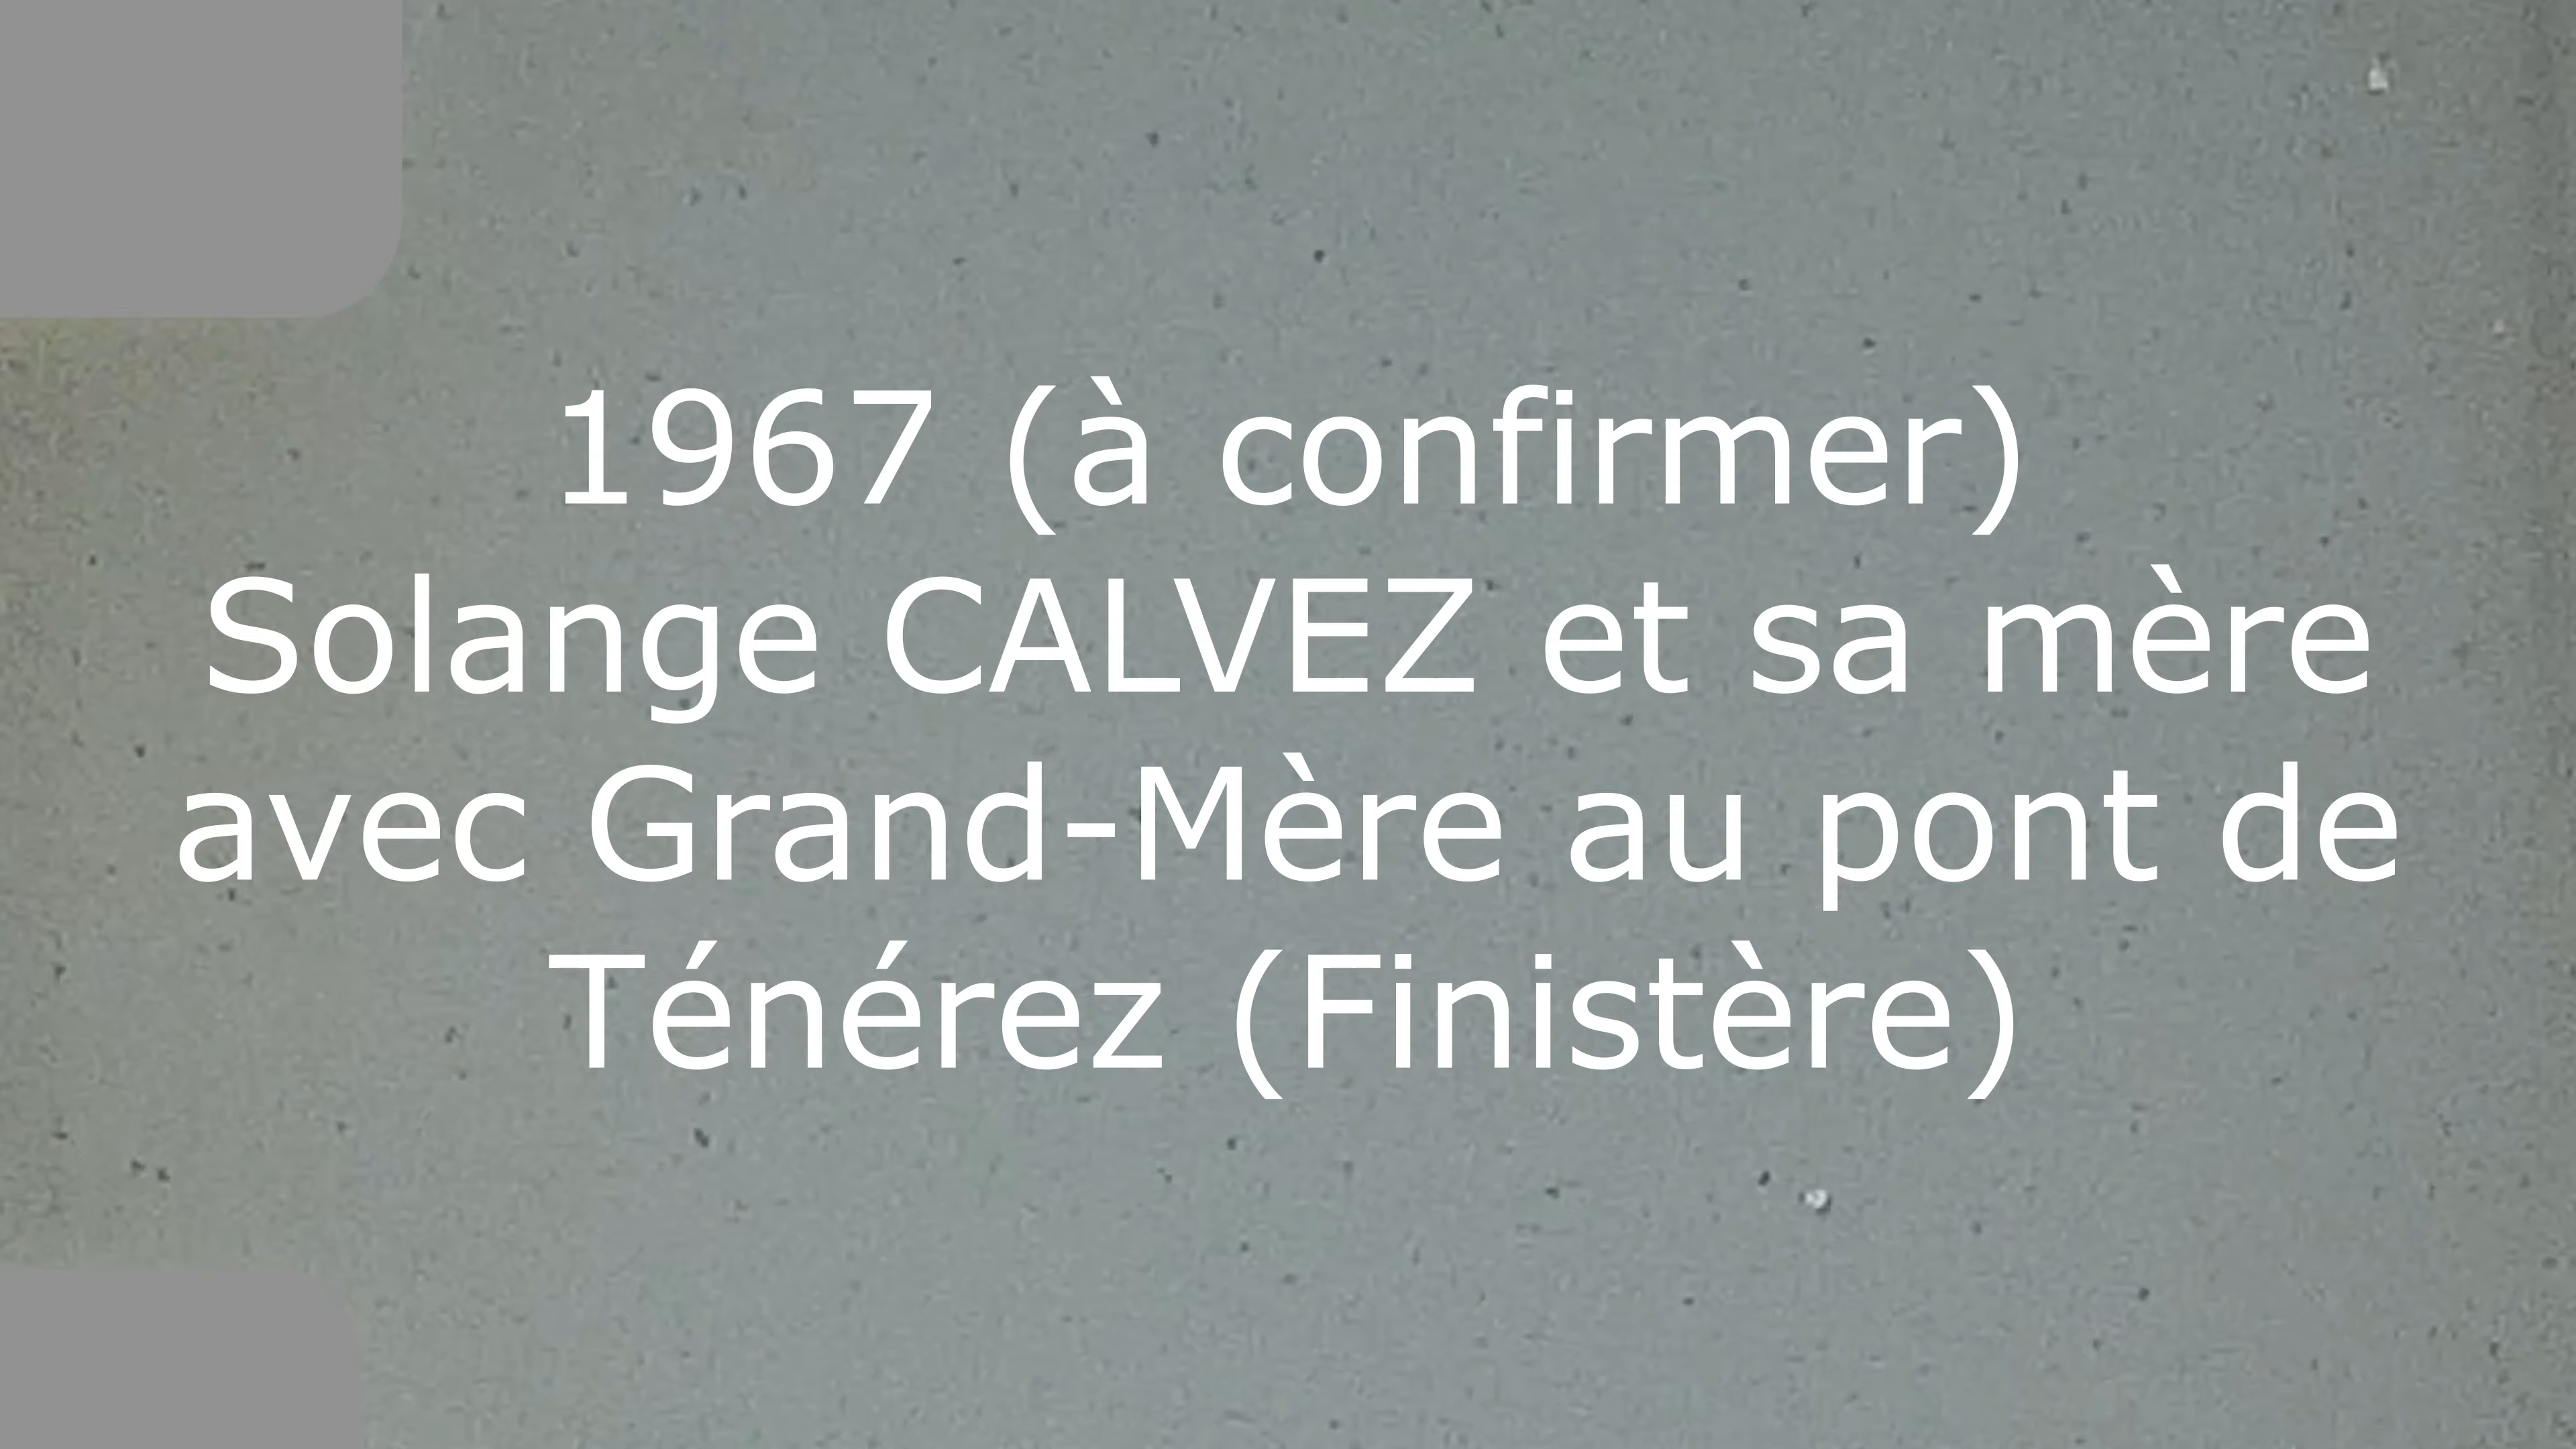 1967 (à confirmer)
Solange CALVEZ et sa mère
avec Grand-Mère au pont de
Ténérez (Finistère)